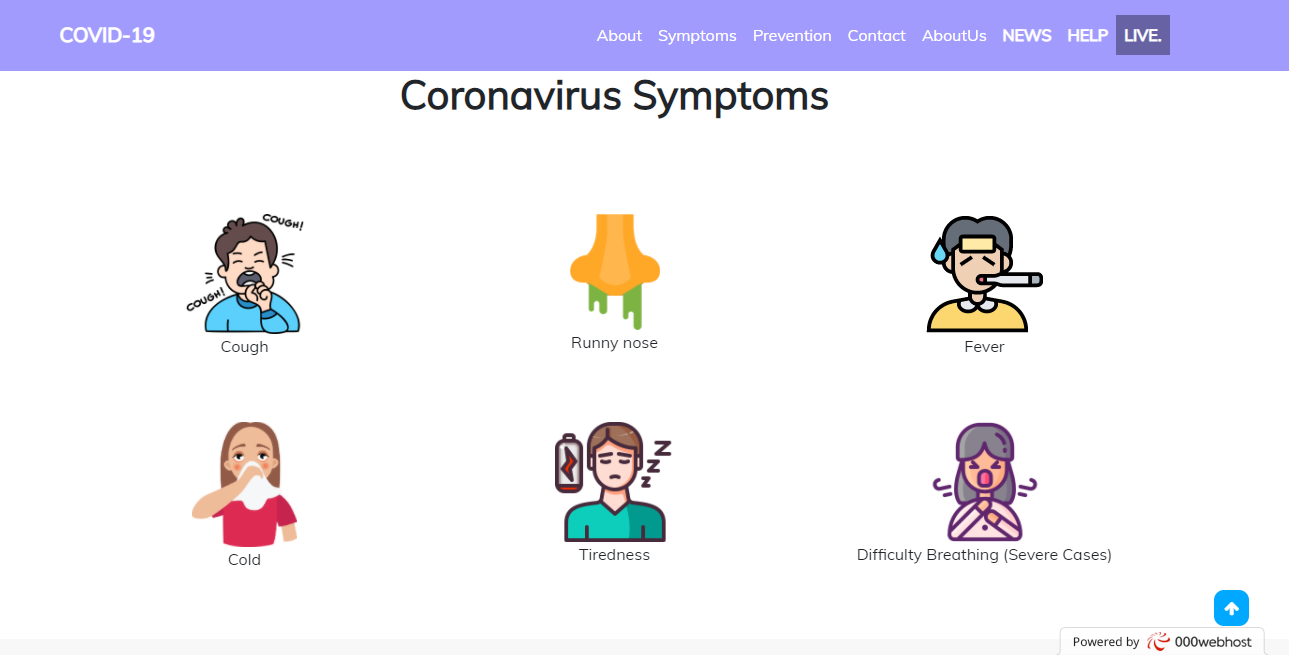 COVID-19 About Symptoms Prevention Contact AboutUs NEWS HELP LIVE.
Coronavirus Symptoms
COUGH!
COUGH!
Cough Runny nose Fever
Z
Z
z
Cold Tiredness Difficulty Breathing (Severe Cases)
Powered by 000webhost